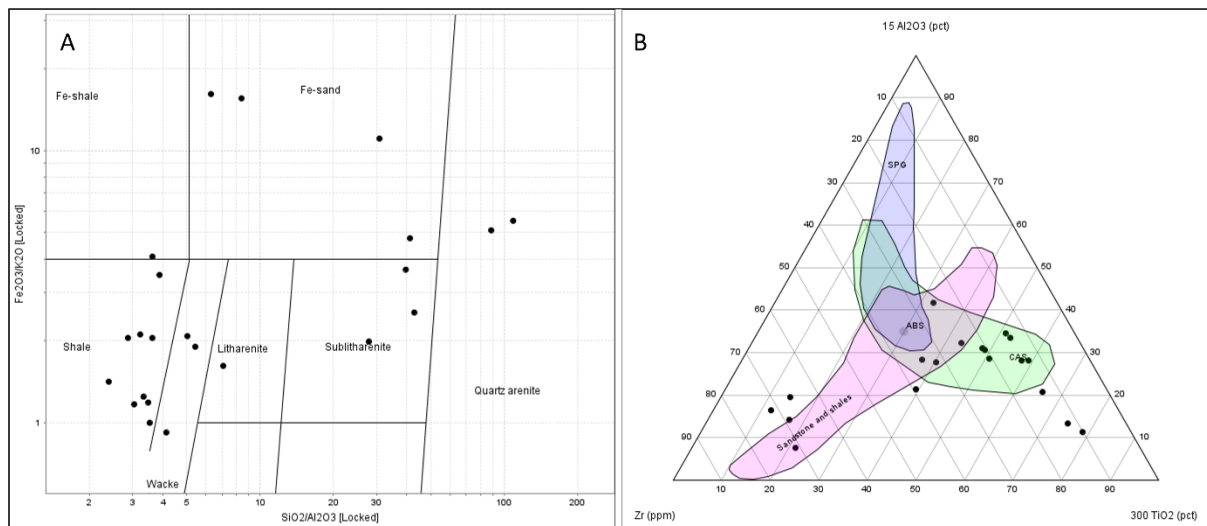 A
Fe-shale
Fe-sand
10
Fe2O3/K2O [Locked]
Shale
Litharenite
Sublitharenite
Quartz arenite
1
Wacke
2
3
4
5
10
20
30
100
200
SiO2/Al2O3 [Locked]
B
15 Al2O3 (pct)
10
90
20
80
SPG
30
70
40
60
50
50
60
ABS
40
70
CAS
30
80
20
Sandstone and shales
90
10
10
20
30
40
50
60
70
80
90
Zr (ppm)
300 TiO2 (pct)